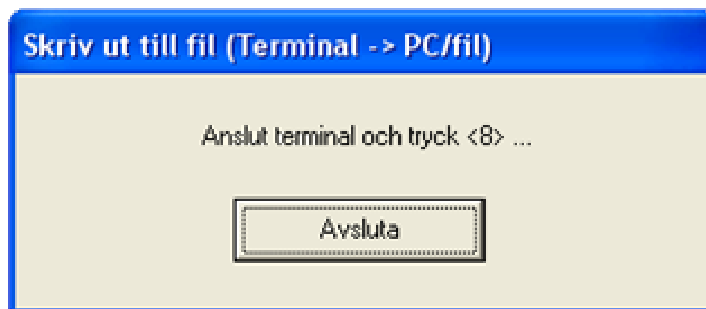 Skriv ut till fil (Terminal -> PC/fil)
Anslut terminal och tryck <8> ...
Avsluta